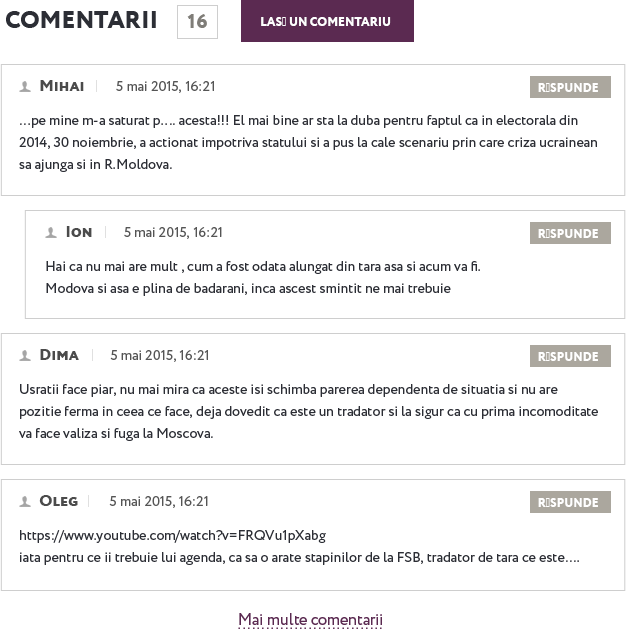 COMENTARII 16 LAS UN COMENTARIU
Mihai 5 mai 2015, 16:21 R SPUNDE
...pe mine m-a saturat p.... acesta!!! El mai bine ar sta la duba pentru faptul ca in electorala din
2014, 30 noiembrie, a actionat impotriva statului si a pus la cale scenariu prin care criza ucrainean
sa ajunga si in R.Moldova.
Ion 5 mai 2015, 16:21 R SPUNDE
Hai ca nu mai are mult , cum a fost odata alungat din tara asa si acum va fi.
Modova si asa e plina de badarani, inca ascest smintit ne mai trebuie
Dima 5 mai 2015, 16:21 R SPUNDE
Usratii face piar, nu mai mira ca aceste isi schimba parerea dependenta de situatia si nu are
pozitie ferma in ceea ce face, deja dovedit ca este un tradator si la sigur ca cu prima incomoditate
va face valiza si fuga la Moscova.
Oleg 5 mai 2015, 16:21 R SPUNDE
https://www.youtube.com/watch?v=FRQVu1pXabg
iata pentru ce ii trebuie lui agenda, ca sa o arate stapinilor de la FSB, tradator de tara ce este....
Mai multe comentarii